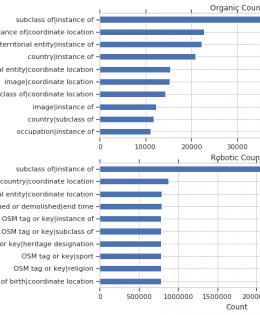 Organic Coun
subclass of|instance of
nce of|coordinate location
territorial entity|instance of
country|instance of
l entity|coordinate location
image|coordinate location
class of|coordinate location
image|instance of
country|subclass of
occupation|instance of
0 10000 20000 30000
Robotic Coun
subclass of|instance of
country|coordinate location
l entity|coordinate location
ned or demolished|end time
OSM tag or key|instance of
OSM tag or key|subclass of
or key|heritage designation
OSM tag or key|sport
OSM tag or key|religion
of birth|coordinate location
0 500000 1000000 1500000 2000
Count